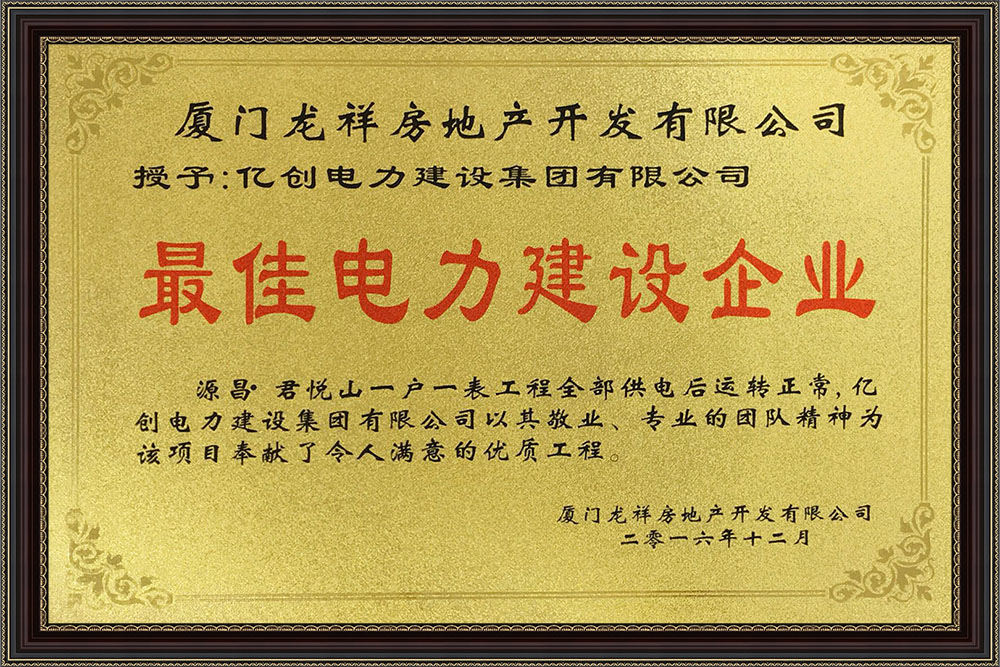 厦门龙祥房地产开发有限公司
授予:亿创电力建设集团有限公司
最佳电力建设企业
源昌·君悦山一户一表工程全部供电后运转正常,亿
创电力建设集团有限公司以其敬业、专业的团队精神为
该项目奉献了令人满意的优质工程。
厦门龙祥房地产开发有限公司
二零一六年十二月